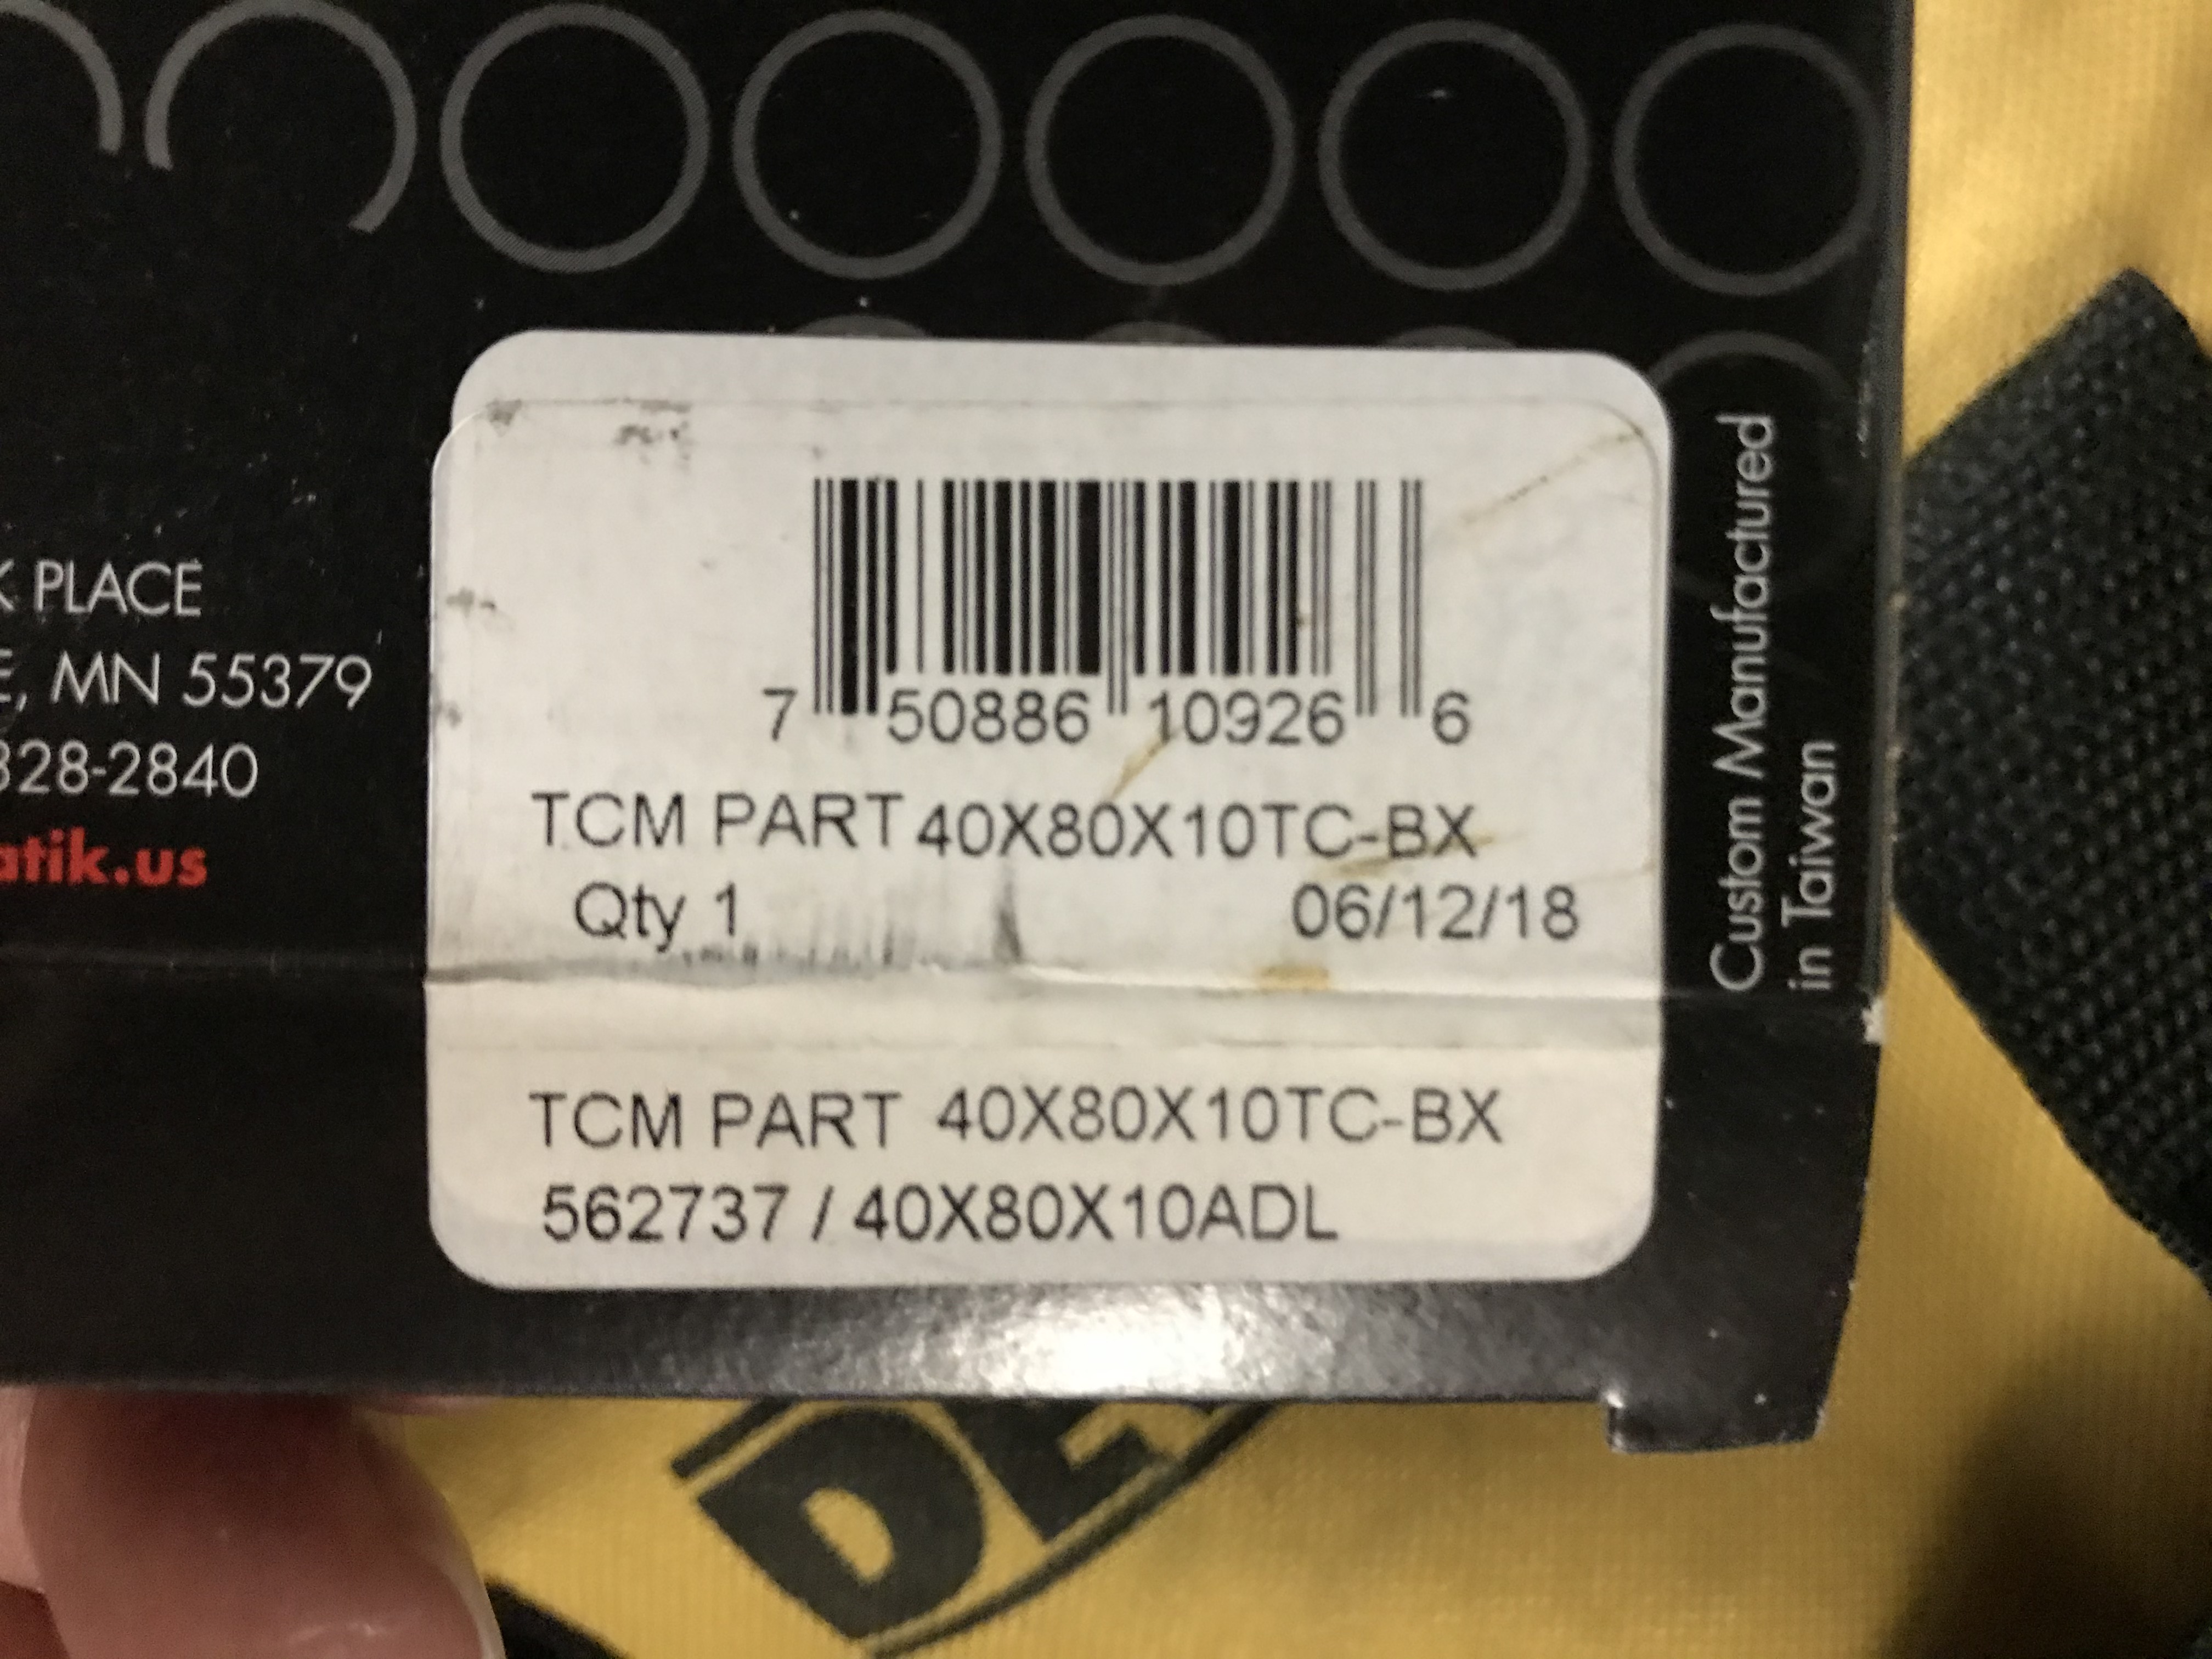 K PLACE
E, MN 55379
328-2840
atik.us
7 50886 10926 6
TCM PART 40X80X10TC-BX
Qty 1 06/12/18
TCM PART 40X80X10TC-BX
562737 / 40X80X10ADL
Custom Manufactured
in Taiwan
DE